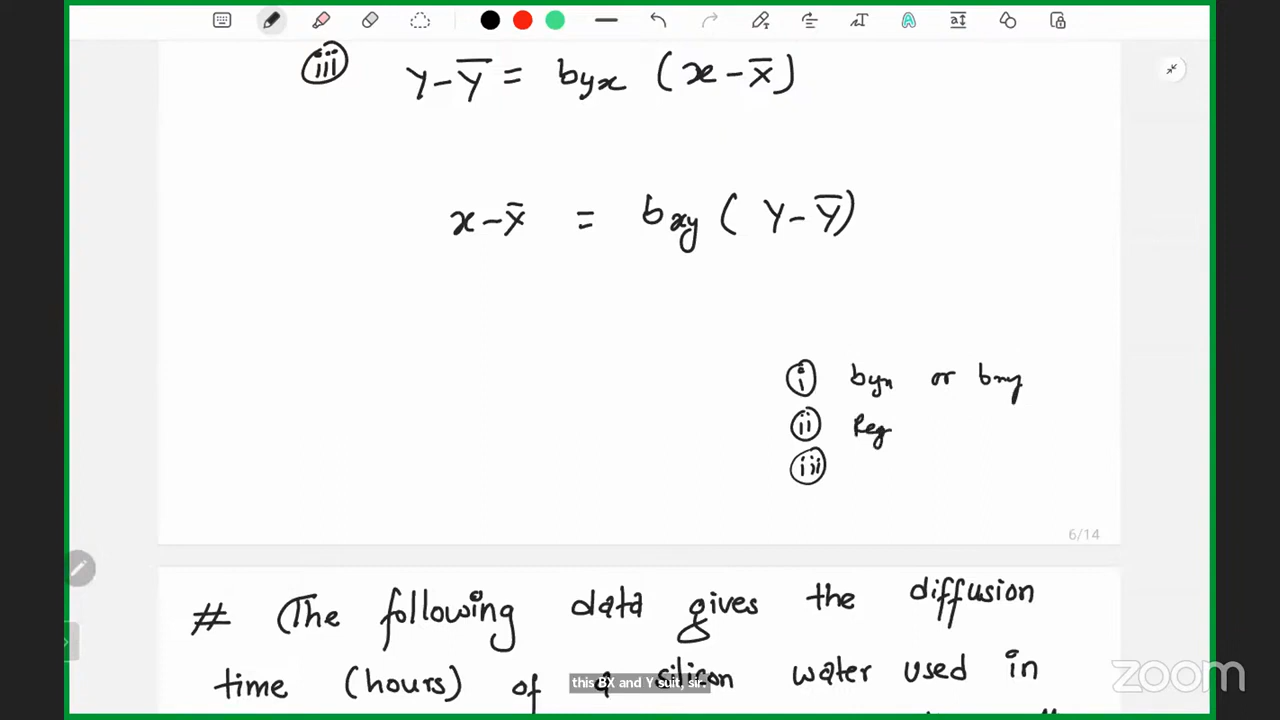 (iii) Y - Y̅ = byx (x - x̅)
x - x̅ = bxy (Y - Y̅)
(i) byx or bxy
(ii) Reg
(iii)
6/14
# The following data gives the diffusion
time (hours) of a silicon water used in
this BX and Y suit, sir.
zoom